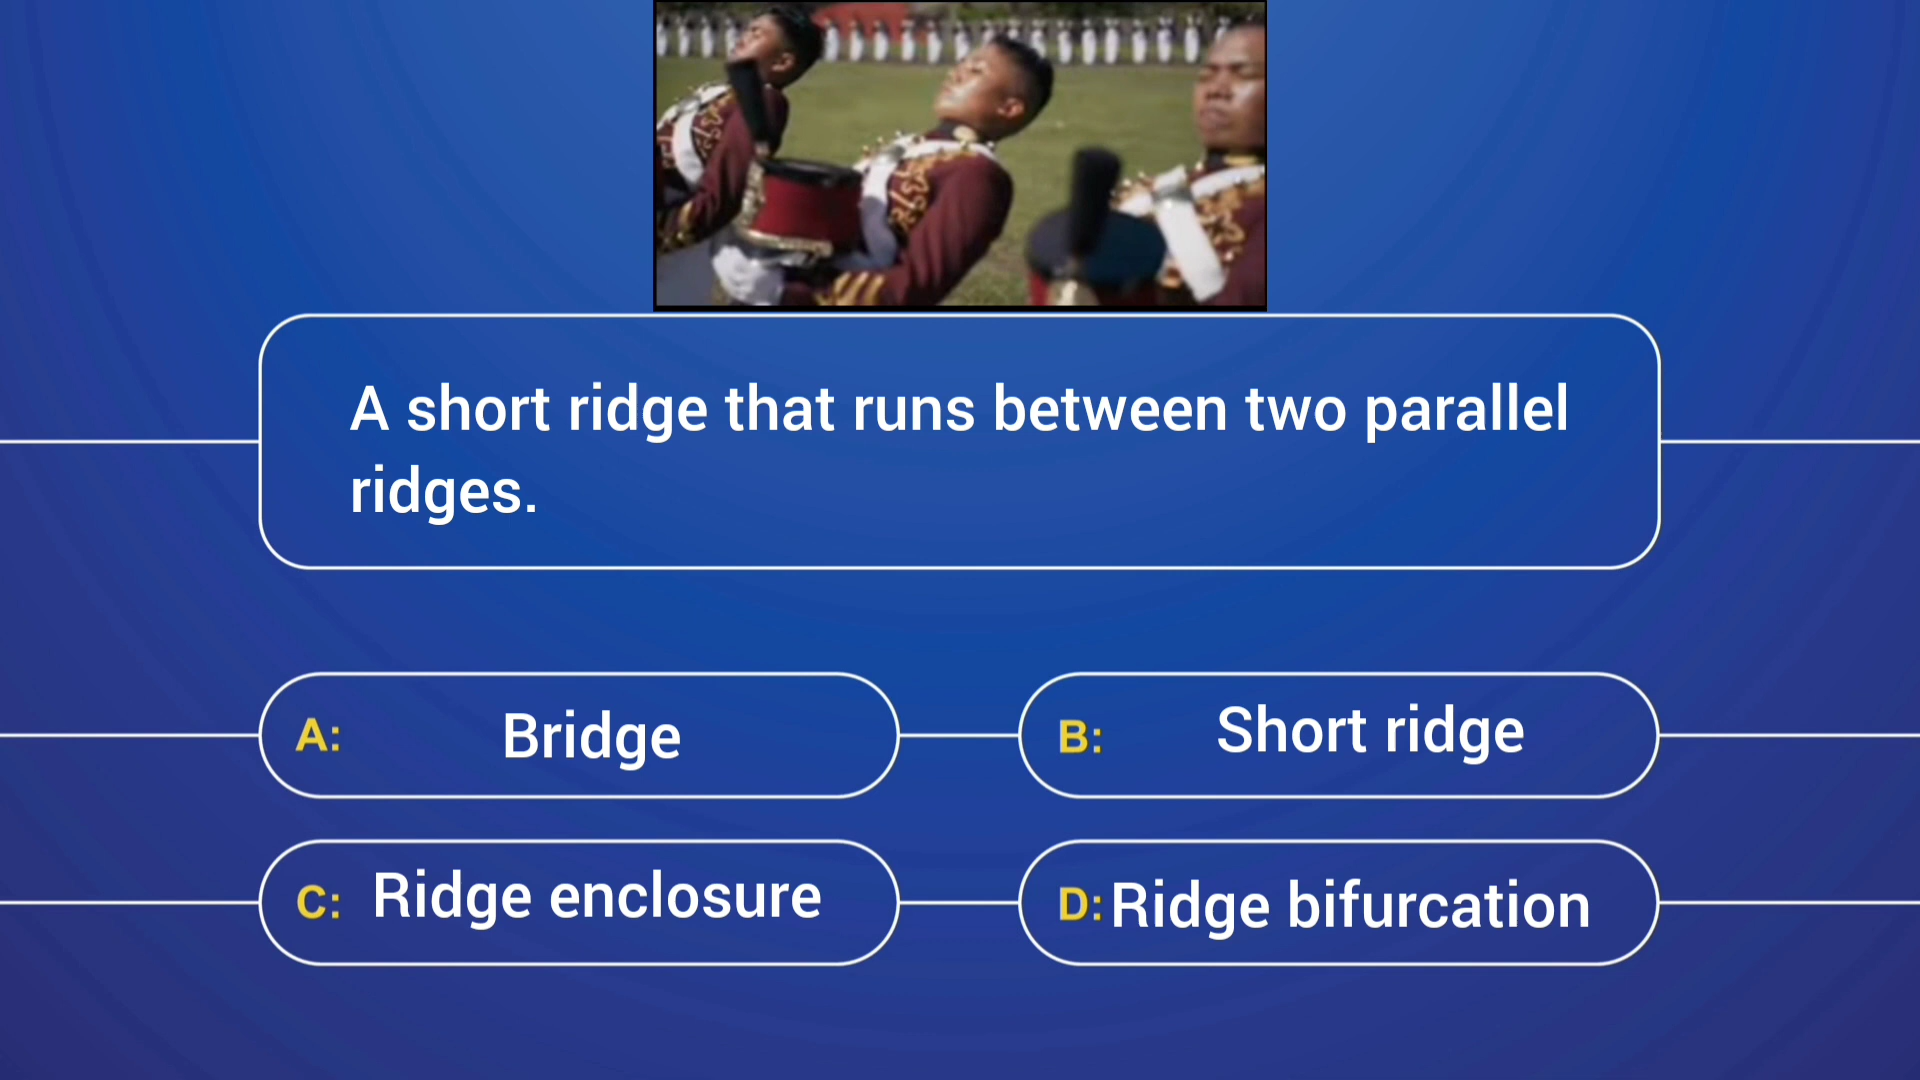 A short ridge that runs between two parallel
ridges.
A: Bridge
B: Short ridge
C: Ridge enclosure
D: Ridge bifurcation